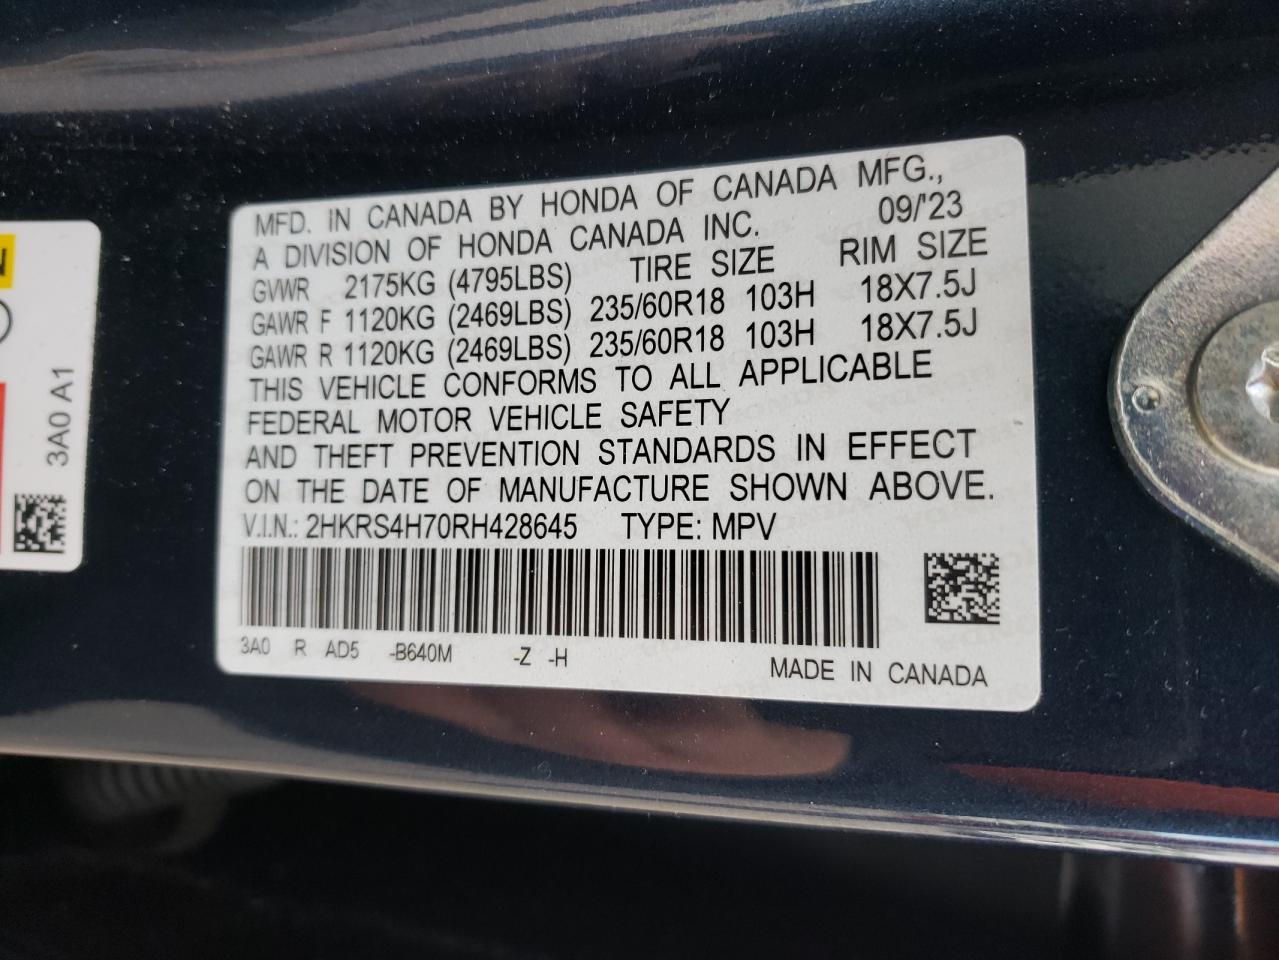 MFD. IN CANADA BY HONDA OF CANADA MFG.,
A DIVISION OF HONDA CANADA INC. 09/'23
GVWR 2175KG (4795LBS) TIRE SIZE RIM SIZE
GAWR F 1120KG (2469LBS) 235/60R18 103H 18X7.5J
GAWR R 1120KG (2469LBS) 235/60R18 103H 18X7.5J
THIS VEHICLE CONFORMS TO ALL APPLICABLE
FEDERAL MOTOR VEHICLE SAFETY
AND THEFT PREVENTION STANDARDS IN EFFECT
ON THE DATE OF MANUFACTURE SHOWN ABOVE.
V.I.N.: 2HKRS4H70RH428645 TYPE: MPV
3A0 R AD5 -B640M -Z -H
MADE IN CANADA
3A0 A1